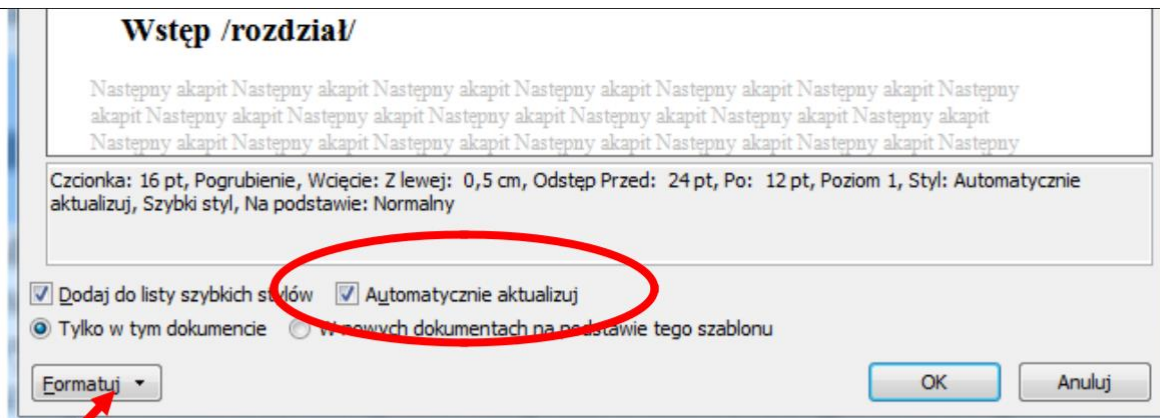 Wstęp /rozdział/
Następny akapit Następny akapit Następny akapit Następny akapit Następny akapit Następny akapit Następny
akapit Następny akapit Następny akapit Następny akapit Następny akapit Następny akapit Następny akapit
Następny akapit Następny akapit Następny akapit Następny akapit Następny akapit Następny akapit Następny
Czcionka: 16 pt, Pogrubienie, Wcięcie: Z lewej: 0,5 cm, Odstęp Przed: 24 pt, Po: 12 pt, Poziom 1, Styl: Automatycznie
aktualizuj, Szybki styl, Na podstawie: Normalny
Dodaj do listy szybkich stylów Automatycznie aktualizuj
Tylko w tym dokumencie W nowych dokumentach na podstawie tego szablonu
Formatuj OK Anuluj